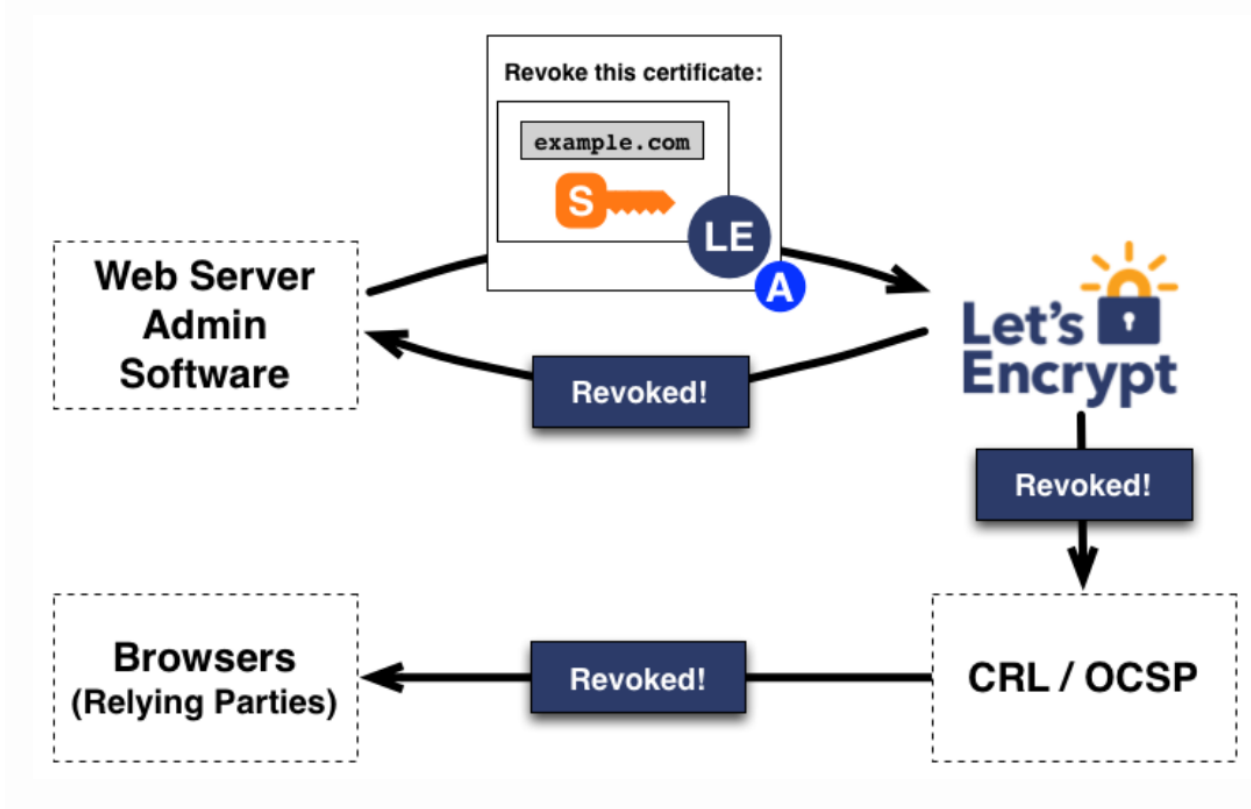 Revoke this certificate:
example.com
S
LE
A
Web Server
Admin
Software
Let's
Encrypt
Revoked!
Revoked!
Browsers
(Relying Parties)
Revoked!
CRL / OCSP